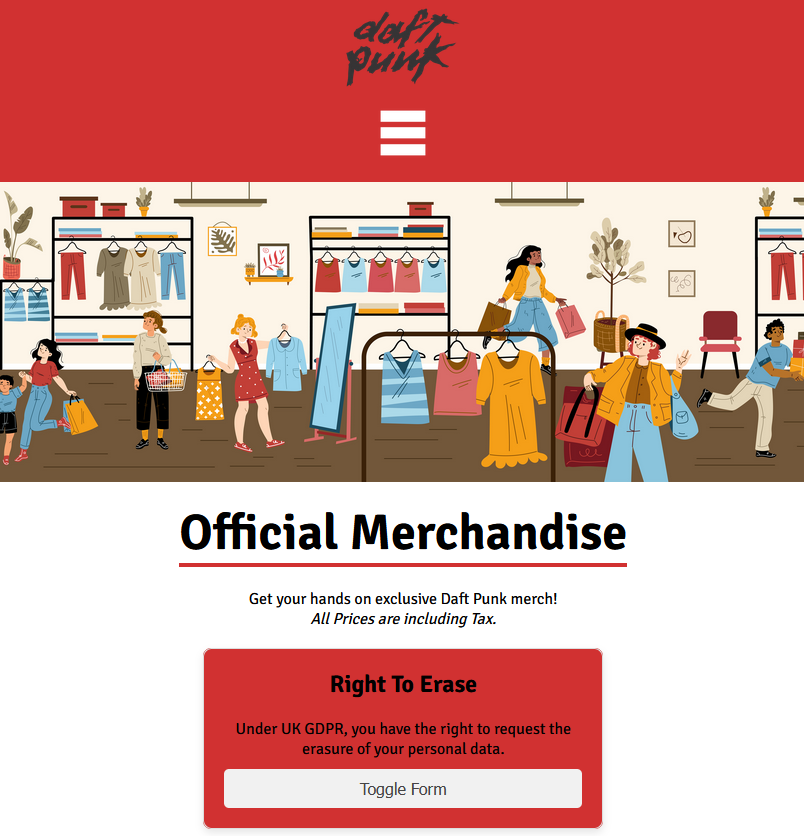 daft
punk
Official Merchandise
Get your hands on exclusive Daft Punk merch!
All Prices are including Tax.
Right To Erase
Under UK GDPR, you have the right to request the
erasure of your personal data.
Toggle Form